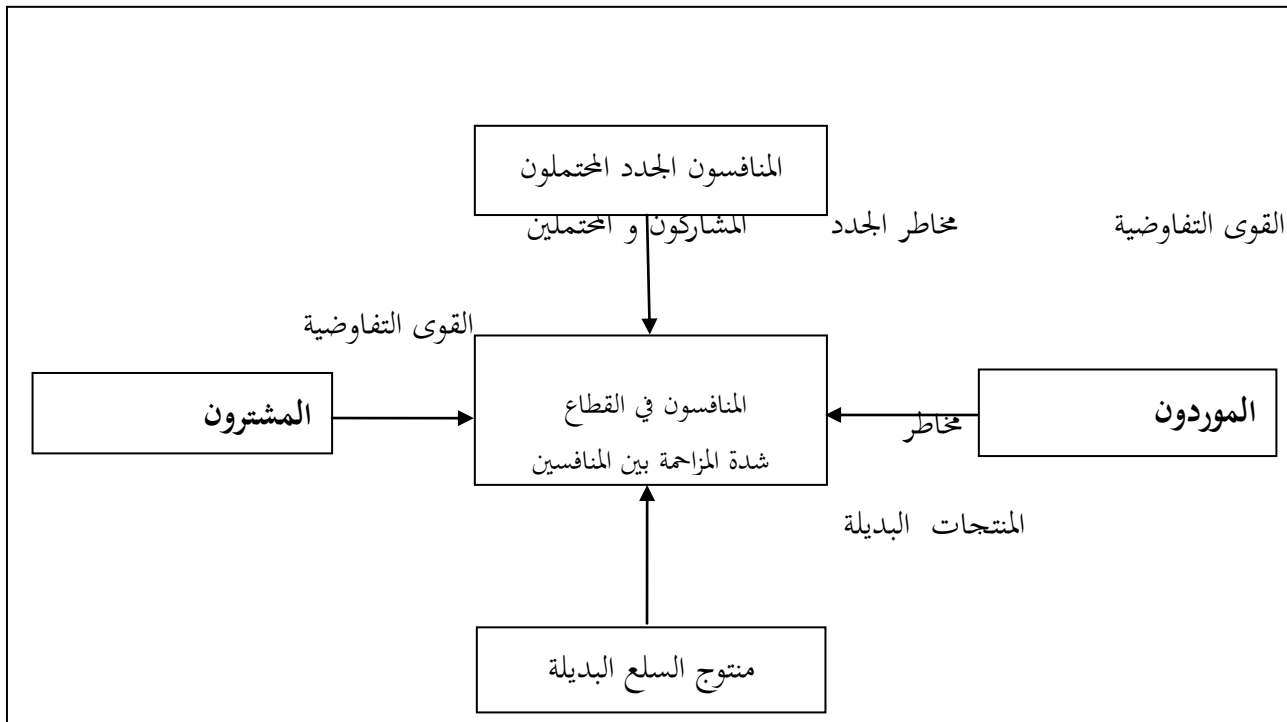 المنافسون الجدد المحتملون
القوى التفاوضية مخاطر الجدد المشاركون و المحتملين
القوى التفاوضية
المنافسون في القطاع
الموردون
المشترون
مخاطر
شدة المزاحمة بين المنافسين
المنتجات البديلة
منتوج السلع البديلة